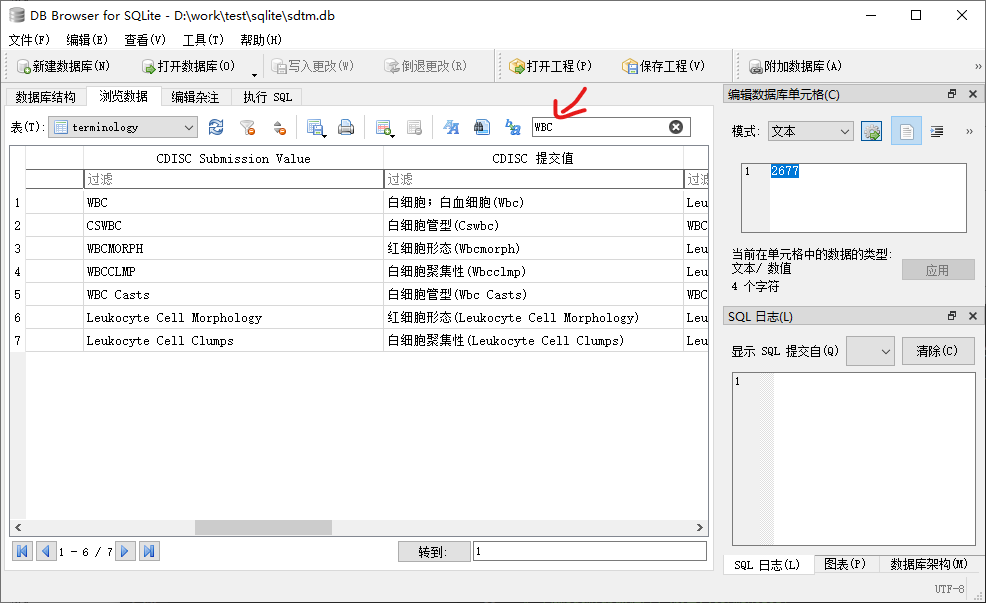 DB Browser for SQLite - D:\work\test\sqlite\sdtm.db
文件(F) 编辑(E) 查看(V) 工具(T) 帮助(H)
新建数据库(N) 打开数据库(O) 写入更改(W) 倒退更改(R) 打开工程(P) 保存工程(V) 附加数据库(A) »
数据库结构 浏览数据 编辑杂注 执行 SQL
表(T): terminology WBC
CDISC Submission Value CDISC 提交值
过滤 过滤 过滤
1 WBC 白细胞；白血细胞(Wbc) Leu
2 CSWBC 白细胞管型(Cswbc) WBC
3 WBCMORPH 红细胞形态(Wbcmorph) Leu
4 WBCCLMP 白细胞聚集性(Wbcclmp) Leu
5 WBC Casts 白细胞管型(Wbc Casts) WBC
6 Leukocyte Cell Morphology 红细胞形态(Leukocyte Cell Morphology) Leu
7 Leukocyte Cell Clumps 白细胞聚集性(Leukocyte Cell Clumps) Leu
1 - 6 / 7 转到: 1
编辑数据库单元格(C)
模式: 文本 »
1 2677
当前在单元格中的数据的类型:
文本/ 数值
4 个字符
应用
SQL 日志(L)
显示 SQL 提交自(Q) 清除(C)
1
SQL 日志(L) 图表(P) 数据库架构(M)
UTF-8